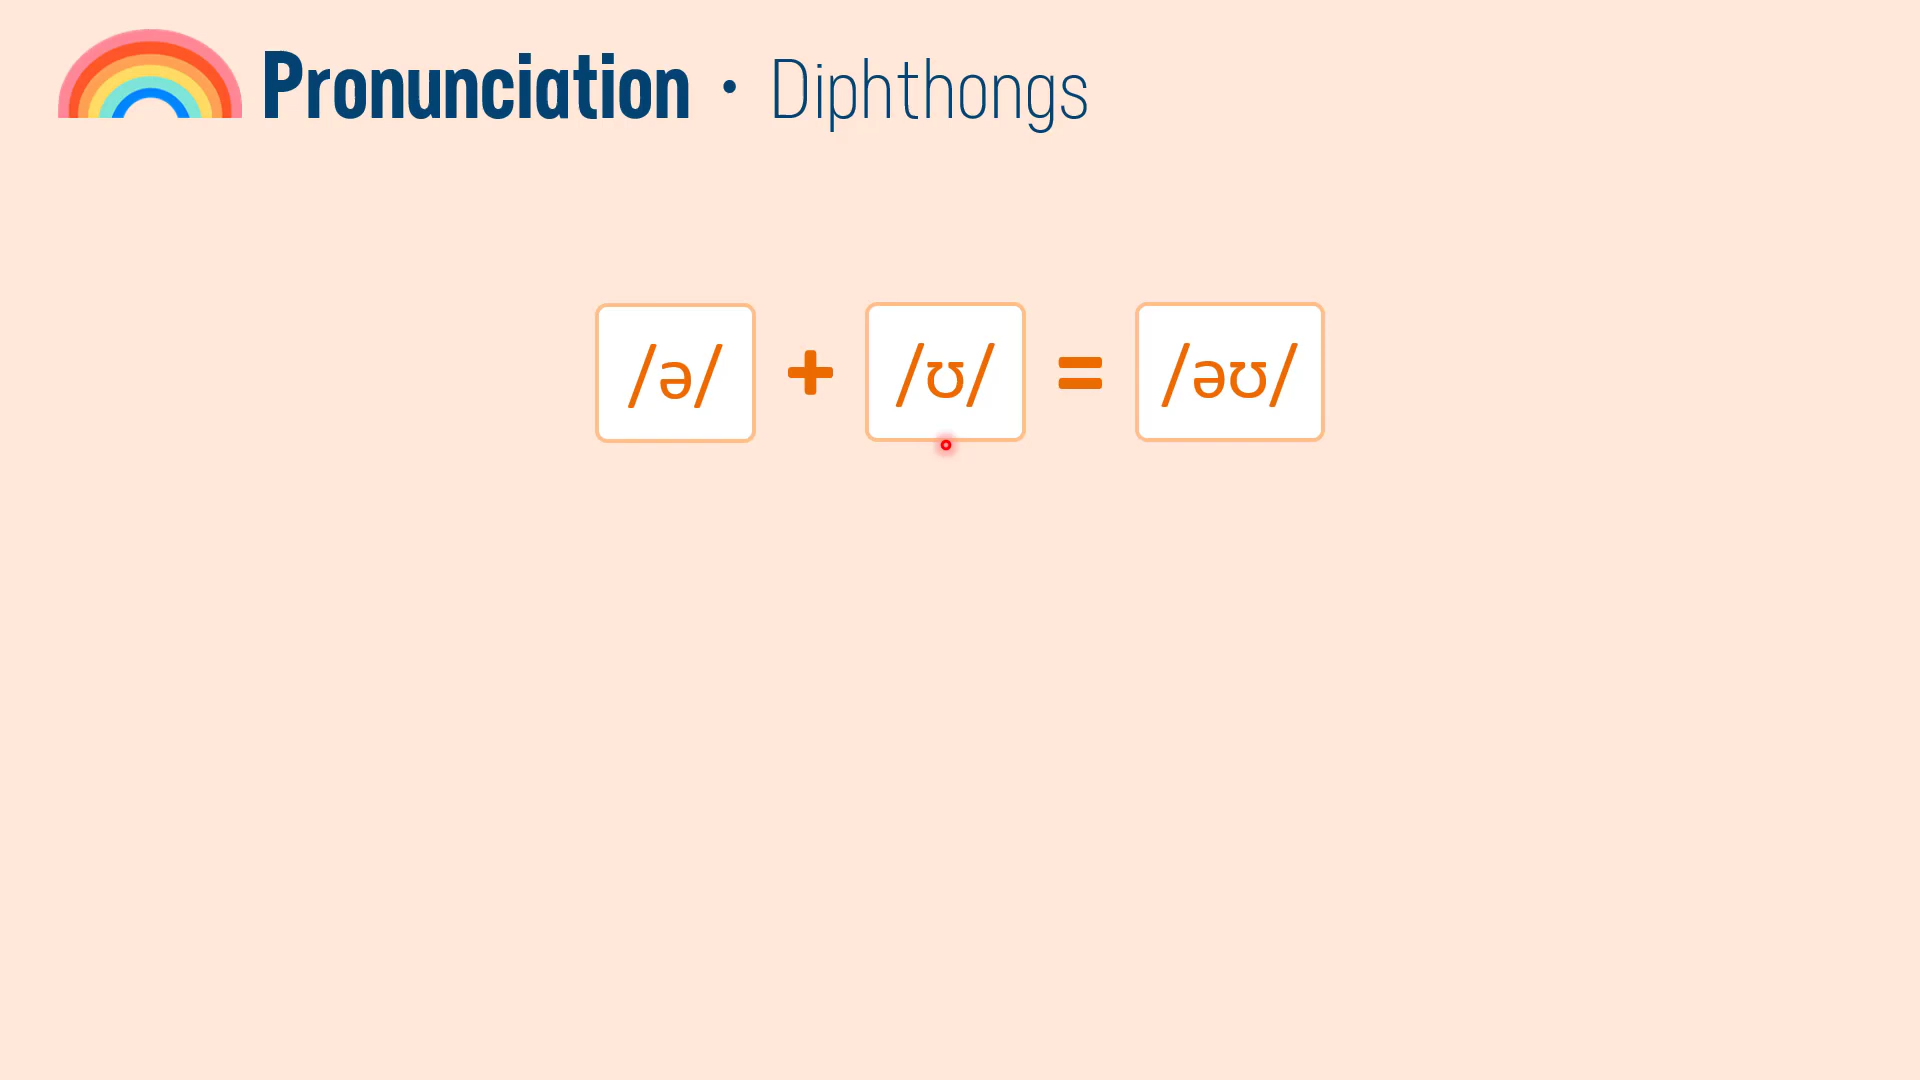 Pronunciation • Diphthongs
/ə/ + /ʊ/ = /əʊ/